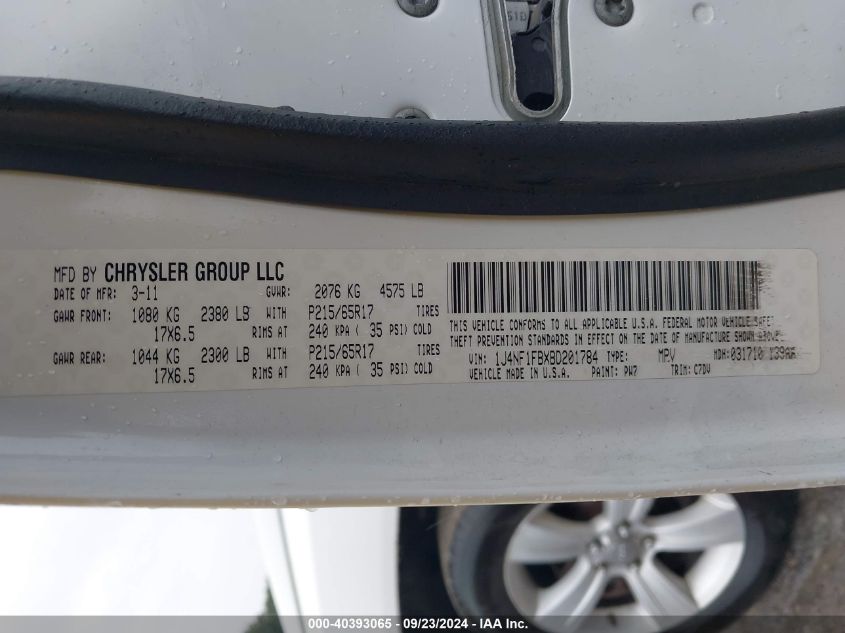 MFD BY CHRYSLER GROUP LLC
DATE OF MFR: 3-11 GVWR: 2076 KG 4575 LB
GAWR FRONT: 1080 KG 2380 LB WITH P215/65R17 TIRES
17X6.5 RIMS AT 240 KPA ( 35 PSI) COLD
GAWR REAR: 1044 KG 2300 LB WITH P215/65R17 TIRES
17X6.5 RIMS AT 240 KPA ( 35 PSI) COLD
THIS VEHICLE CONFORMS TO ALL APPLICABLE U.S.A. FEDERAL MOTOR VEHICLE SAFETY
THEFT PREVENTION STANDARDS IN EFFECT ON THE DATE OF MANUFACTURE SHOWN ABOVE
VIN: 1J4NF1FBXBD201784 TYPE: MPV MDH: 031710
VEHICLE MADE IN U.S.A. PAINT: PW7 TRIM: C7DV
000-40393065 - 09/23/2024 - IAA Inc.